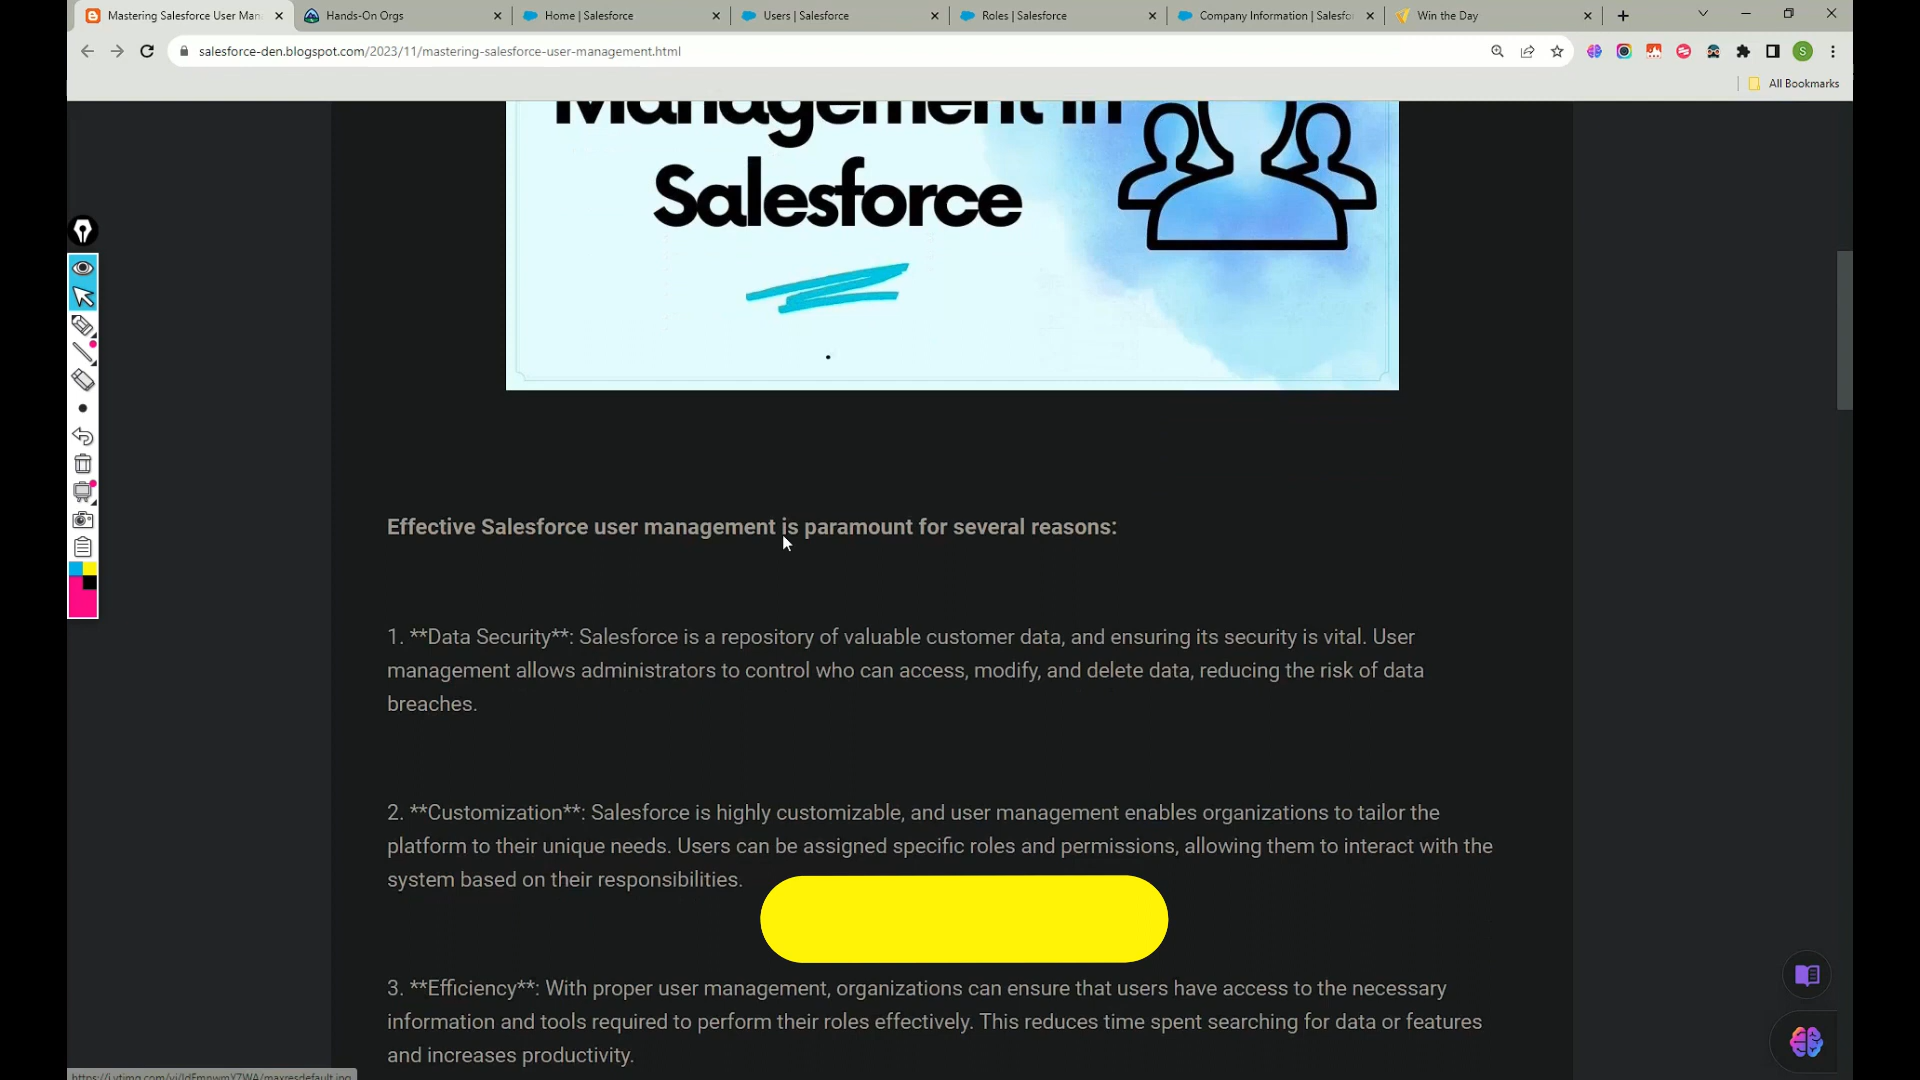 Mastering Salesforce User Man
Hands-On Orgs
Home | Salesforce
Users | Salesforce
Roles | Salesforce
Company Information | Salesfo
Win the Day
salesforce-den.blogspot.com/2023/11/mastering-salesforce-user-management.html
S
All Bookmarks
Management in
Salesforce
Effective Salesforce user management is paramount for several reasons:
1. **Data Security**: Salesforce is a repository of valuable customer data, and ensuring its security is vital. User
management allows administrators to control who can access, modify, and delete data, reducing the risk of data
breaches.
2. **Customization**: Salesforce is highly customizable, and user management enables organizations to tailor the
platform to their unique needs. Users can be assigned specific roles and permissions, allowing them to interact with the
system based on their responsibilities.
3. **Efficiency**: With proper user management, organizations can ensure that users have access to the necessary
information and tools required to perform their roles effectively. This reduces time spent searching for data or features
and increases productivity.